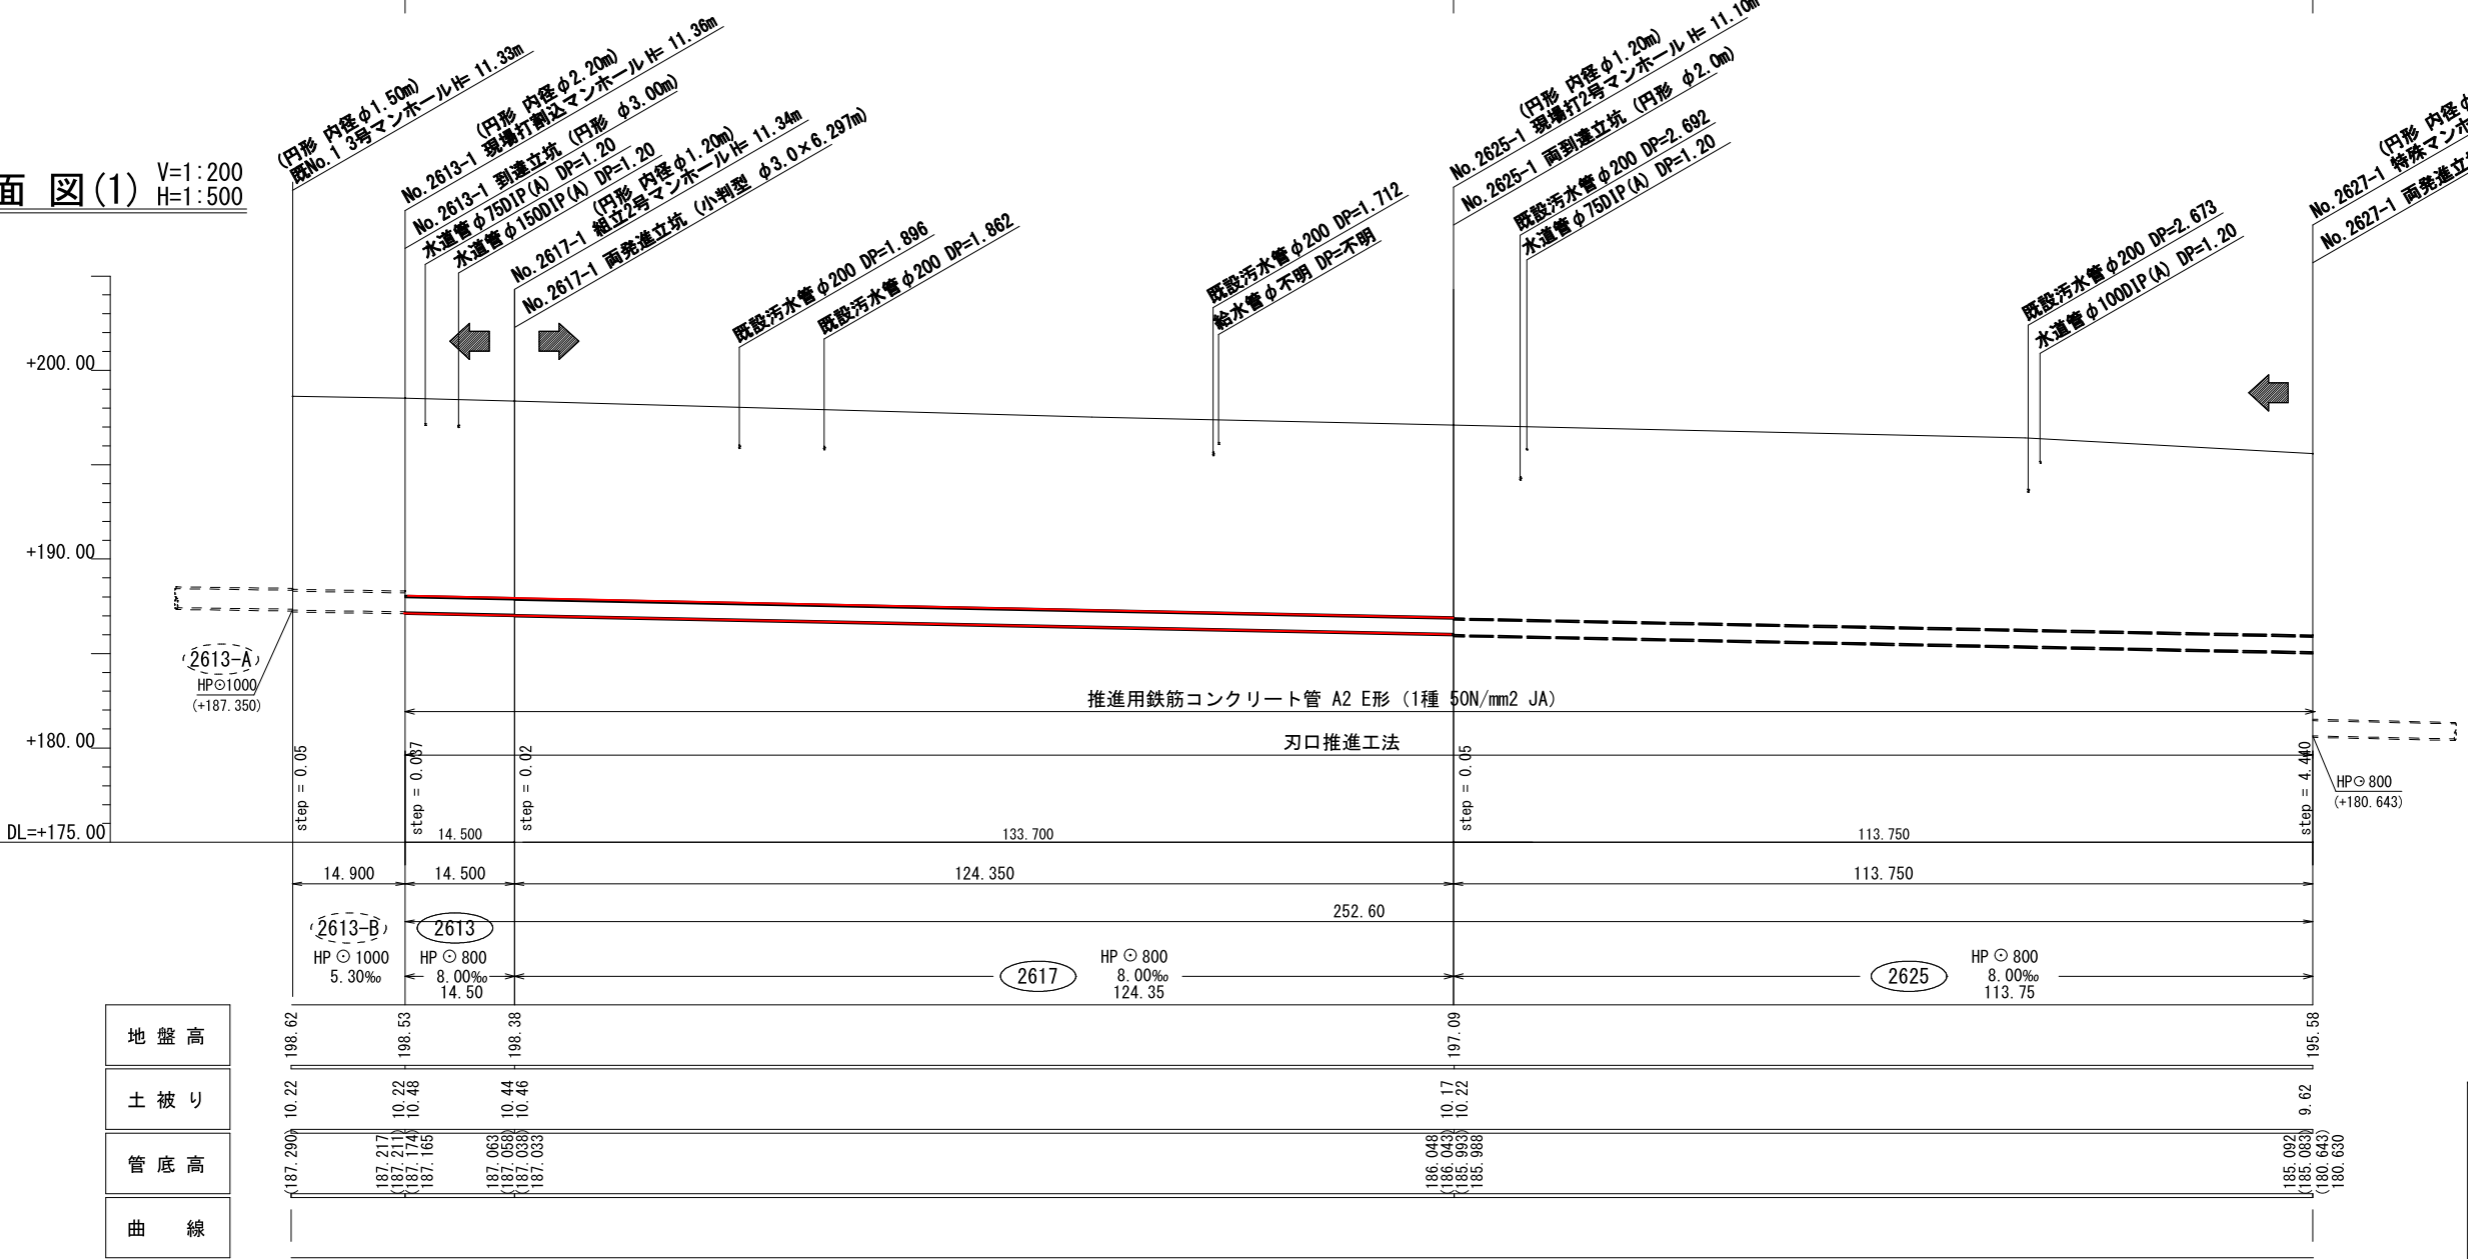 面 図(1)
V=1:200
H=1:500
(円形 内径φ1.50m)
既No.1 3号マンホールH= 11.33m
(円形 内径φ2.20m)
No.2613-1 現場打割込マンホールH= 11.36m
No.2613-1 到達立坑 (円形 φ3.00m)
水道管φ75DIP(A) DP=1.20
水道管φ150DIP(A) DP=1.20
(円形 内径φ1.20m)
No.2617-1 組立2号マンホールH= 11.34m
No.2617-1 両発進立坑 (小判型 φ3.0×6.297m)
既設汚水管φ200 DP=1.896
既設汚水管φ200 DP=1.862
既設汚水管φ200 DP=1.712
給水管φ不明 DP=不明
(円形 内径φ1.20m)
No.2625-1 現場打2号マンホールH= 11.10m
No.2625-1 両到達立坑 (円形 φ2.0m)
既設汚水管φ200 DP=2.692
水道管φ75DIP(A) DP=1.20
既設汚水管φ200 DP=2.673
水道管φ100DIP(A) DP=1.20
(円形 内径φ
No.2627-1 特殊マンホ
No.2627-1 両発進立
+200.00
+190.00
+180.00
DL=+175.00
2613-A
HP⊙1000
(+187.350)
推進用鉄筋コンクリート管 A2 E形 (1種 50N/mm2 JA)
刃口推進工法
HP⊙800
(+180.643)
step = 0.05
step = 0.037
step = 0.02
step = 0.05
step = 4.440
14.500 133.700 113.750
14.900 14.500 124.350 113.750
252.60
2613-B
HP⊙1000
5.30‰
2613
HP⊙800
8.00‰
14.50
2617
HP⊙800
8.00‰
124.35
2625
HP⊙800
8.00‰
113.75
地盤高
198.62
198.53
198.38
197.09
195.58
土被り
10.22
10.22
10.48
10.44
10.46
10.17
10.22
9.62
管底高
(187.290)
187.217
(187.211)
(187.174)
187.165
187.063
(187.058)
(187.038)
187.033
186.048
(186.043)
(185.993)
185.988
185.092
(185.083)
(180.643)
180.630
曲 線